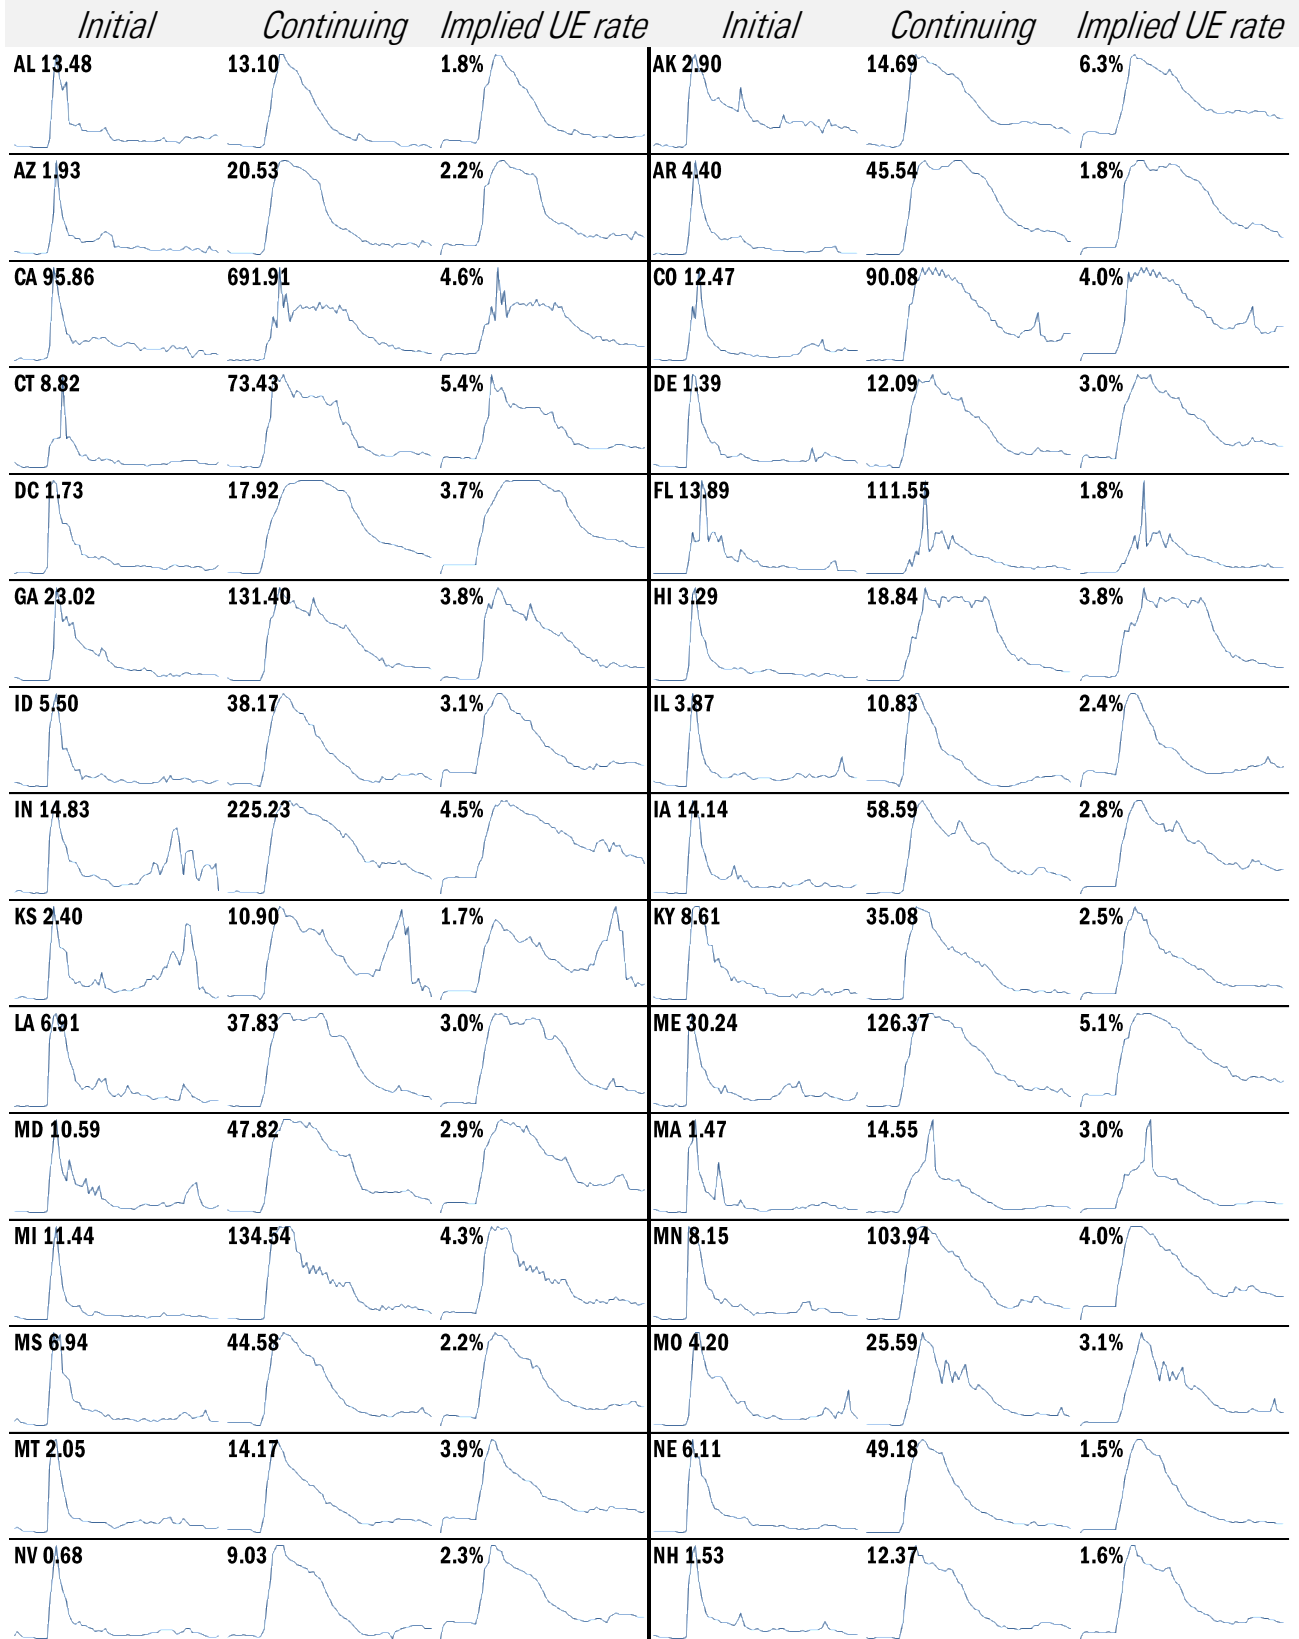 Initial Continuing Implied UE rate Initial Continuing Implied UE rate
AL 13.48 13.10 1.8% AK 2.90 14.69 6.3%
AZ 1.93 20.53 2.2% AR 4.40 45.54 1.8%
CA 95.86 691.91 4.6% CO 12.47 90.08 4.0%
CT 8.82 73.43 5.4% DE 1.39 12.09 3.0%
DC 1.73 17.92 3.7% FL 13.89 111.55 1.8%
GA 23.02 131.40 3.8% HI 3.29 18.84 3.8%
ID 5.50 38.17 3.1% IL 3.87 10.83 2.4%
IN 14.83 225.23 4.5% IA 14.14 58.59 2.8%
KS 2.40 10.90 1.7% KY 8.61 35.08 2.5%
LA 6.91 37.83 3.0% ME 30.24 126.37 5.1%
MD 10.59 47.82 2.9% MA 1.47 14.55 3.0%
MI 11.44 134.54 4.3% MN 8.15 103.94 4.0%
MS 6.94 44.58 2.2% MO 4.20 25.59 3.1%
MT 2.05 14.17 3.9% NE 6.11 49.18 1.5%
NV 0.68 9.03 2.3% NH 1.53 12.37 1.6%